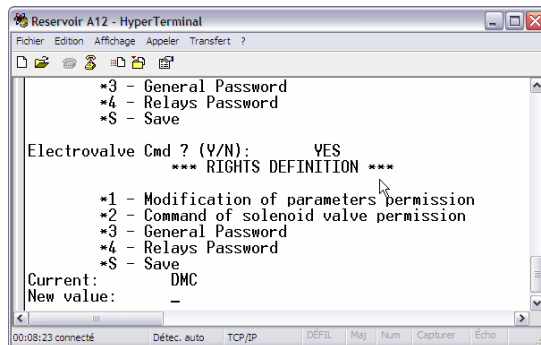 Reservoir A12 - HyperTerminal
Fichier Edition Affichage Appeler Transfert ?
*3 - General Password
*4 - Relays Password
*S - Save
Electrovalve Cmd ? (Y/N): YES
*** RIGHTS DEFINITION ***
*1 - Modification of parameters permission
*2 - Command of solenoid valve permission
*3 - General Password
*4 - Relays Password
*S - Save
Current: DMC
New value: _
00:08:23 connecté Détec. auto TCP/IP DÉFIL Maj Num Capturer Écho